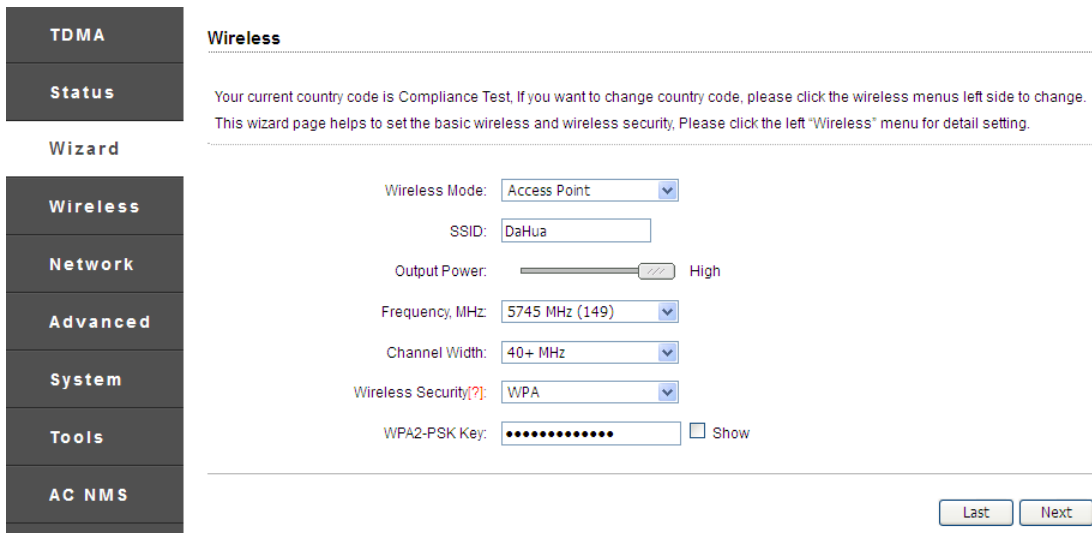 TDMA
Status
Wizard
Wireless
Network
Advanced
System
Tools
AC NMS
Wireless
Your current country code is Compliance Test, If you want to change country code, please click the wireless menus left side to change.
This wizard page helps to set the basic wireless and wireless security, Please click the left “Wireless” menu for detail setting.
Wireless Mode: Access Point
SSID: DaHua
Output Power: High
Frequency, MHz: 5745 MHz (149)
Channel Width: 40+ MHz
Wireless Security[?]: WPA
WPA2-PSK Key: ••••••••••••• Show
Last Next